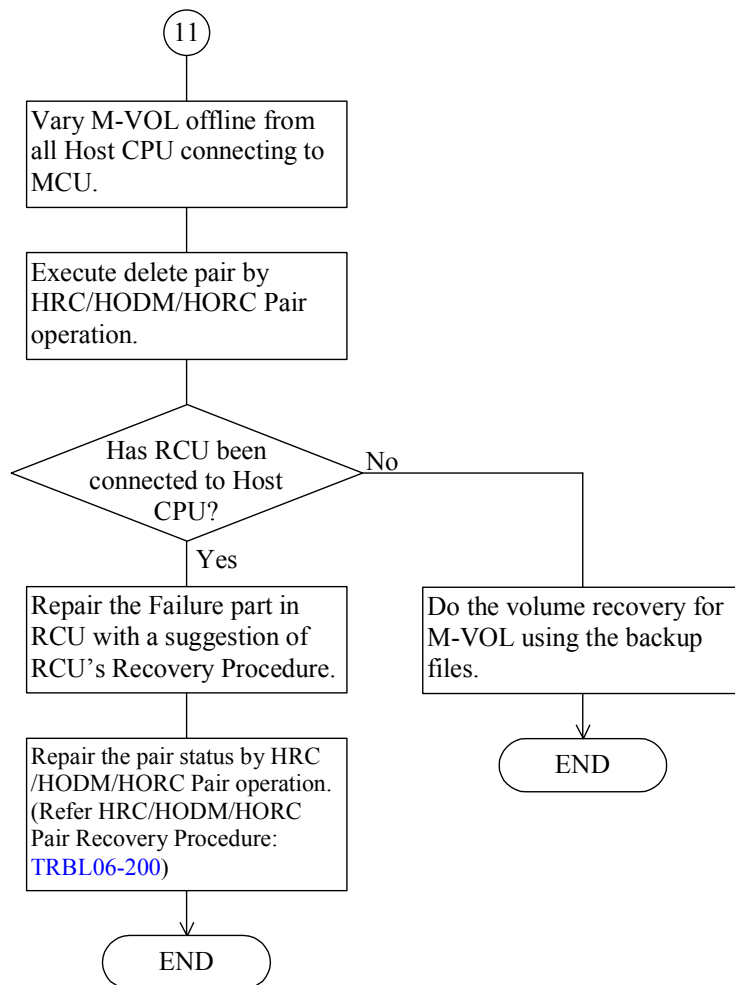 11
Vary M-VOL offline from
all Host CPU connecting to
MCU.
Execute delete pair by
HRC/HODM/HORC Pair
operation.
Has RCU been
connected to Host
CPU?
No
Yes
Repair the Failure part in
RCU with a suggestion of
RCU's Recovery Procedure.
Do the volume recovery for
M-VOL using the backup
files.
Repair the pair status by HRC
/HODM/HORC Pair operation.
(Refer HRC/HODM/HORC
Pair Recovery Procedure:
TRBL06-200)
END
END